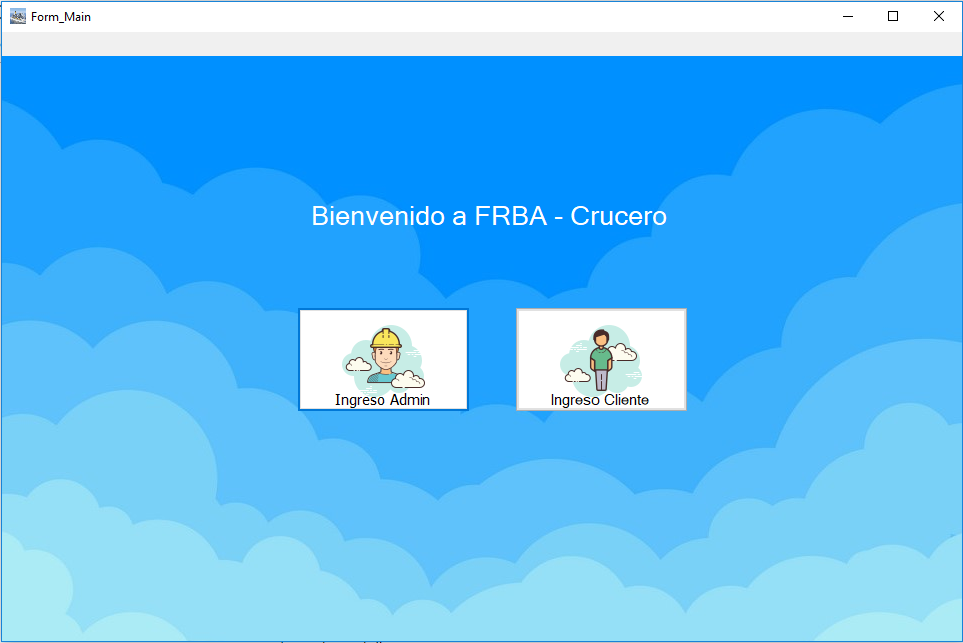 Form_Main
Bienvenido a FRBA - Crucero
Ingreso Admin
Ingreso Cliente